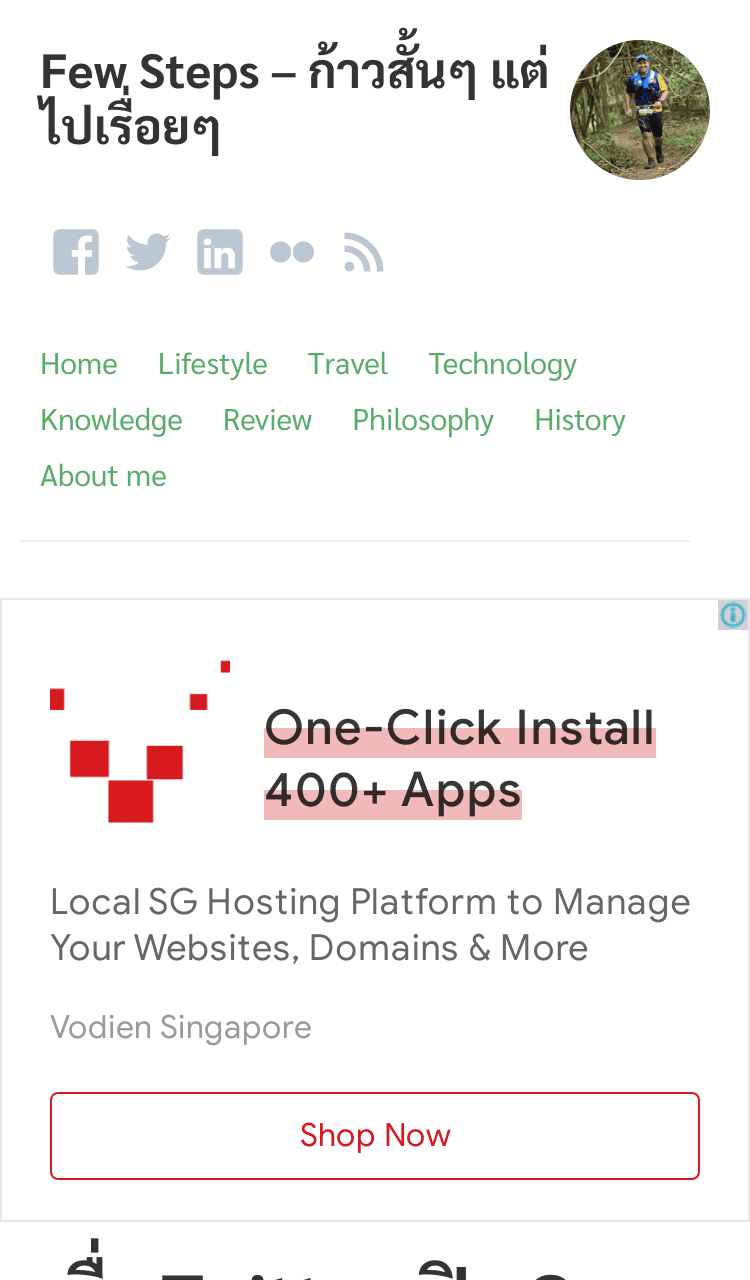 Few Steps – ก้าวสั้นๆ แต่
ไปเรื่อยๆ
Home Lifestyle Travel Technology
Knowledge Review Philosophy History
About me
One-Click Install
400+ Apps
Local SG Hosting Platform to Manage
Your Websites, Domains & More
Vodien Singapore
Shop Now